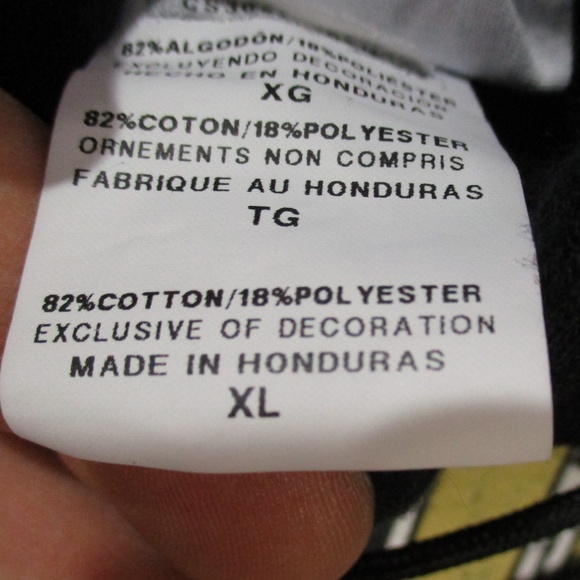 82%ALGODÓN/18%POLIESTER
EXCLUYENDO DECORACION
HECHO EN HONDURAS
XG
82%COTON/18%POLYESTER
ORNEMENTS NON COMPRIS
FABRIQUE AU HONDURAS
TG
82%COTTON/18%POLYESTER
EXCLUSIVE OF DECORATION
MADE IN HONDURAS
XL